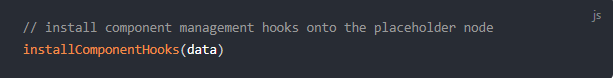 js
// install component management hooks onto the placeholder node
installComponentHooks(data)